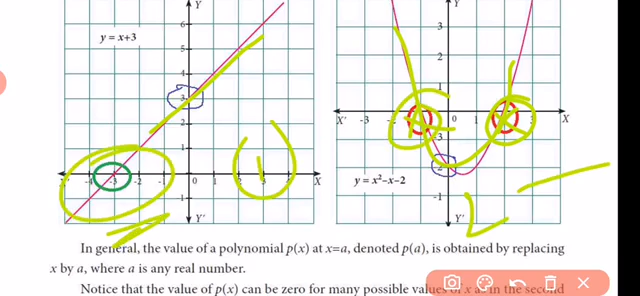 Y
Y
6
y = x+3
5
3
4
2
3
1
2
X' -3 0 X
1
-3
-3 -2 -1 0 1 2 3 4 X
2
y = x²–x–2
-1
-1
Y'
Y'
In general, the value of a polynomial p(x) at x=a, denoted p(a), is obtained by replacing
x by a, where a is any real number.
Notice that the value of p(x) can be zero for many possible values of x as in the second